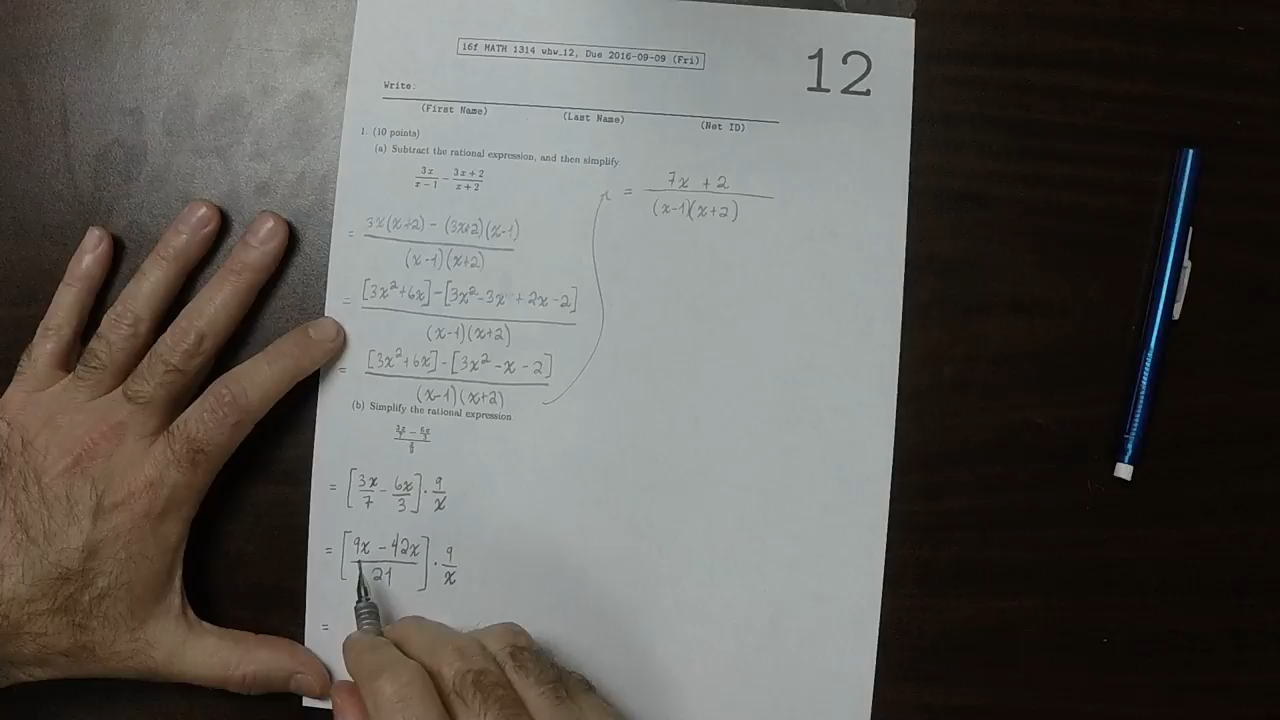 16f MATH 1314 whw_12, Due 2016-09-09 (Fri)
12
Write:
(First Name) (Last Name) (Net ID)
1. (10 points)
(a) Subtract the rational expression, and then simplify.
3x/x − 1 − 3x + 2/x + 2
= 3x(x+2) − (3x+2)(x-1)
(x-1)(x+2)
= [3x²+6x]-[3x²-3x + 2x-2]
(x-1)(x+2)
= [3x²+6x]-[3x²-x-2]
(x-1)(x+2)
= 7x + 2
(x-1)(x+2)
(b) Simplify the rational expression.
= [3x/7 - 6x/3] · 9/x
= [9x - 42x/21] · 9/x
=